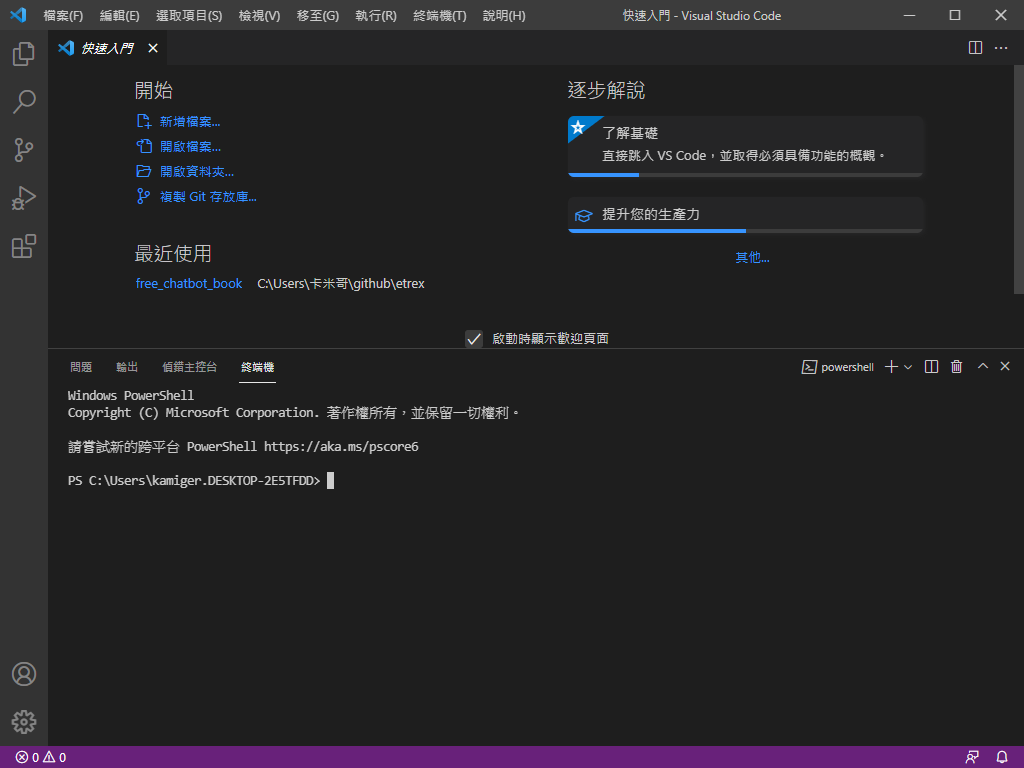 檔案(F) 編輯(E) 選取項目(S) 檢視(V) 移至(G) 執行(R) 終端機(T) 說明(H) 快速入門 - Visual Studio Code
快速入門
開始
新增檔案...
開啟檔案...
開啟資料夾...
複製 Git 存放庫...
最近使用
free_chatbot_book C:\Users\卡米哥\github\etrex
逐步解說
了解基礎
直接跳入 VS Code，並取得必須具備功能的概觀。
提升您的生產力
其他...
啟動時顯示歡迎頁面
問題 輸出 偵錯主控台 終端機 powershell
Windows PowerShell
Copyright (C) Microsoft Corporation. 著作權所有，並保留一切權利。
請嘗試新的跨平台 PowerShell https://aka.ms/pscore6
PS C:\Users\kamiger.DESKTOP-2E5TFDD>
0 0